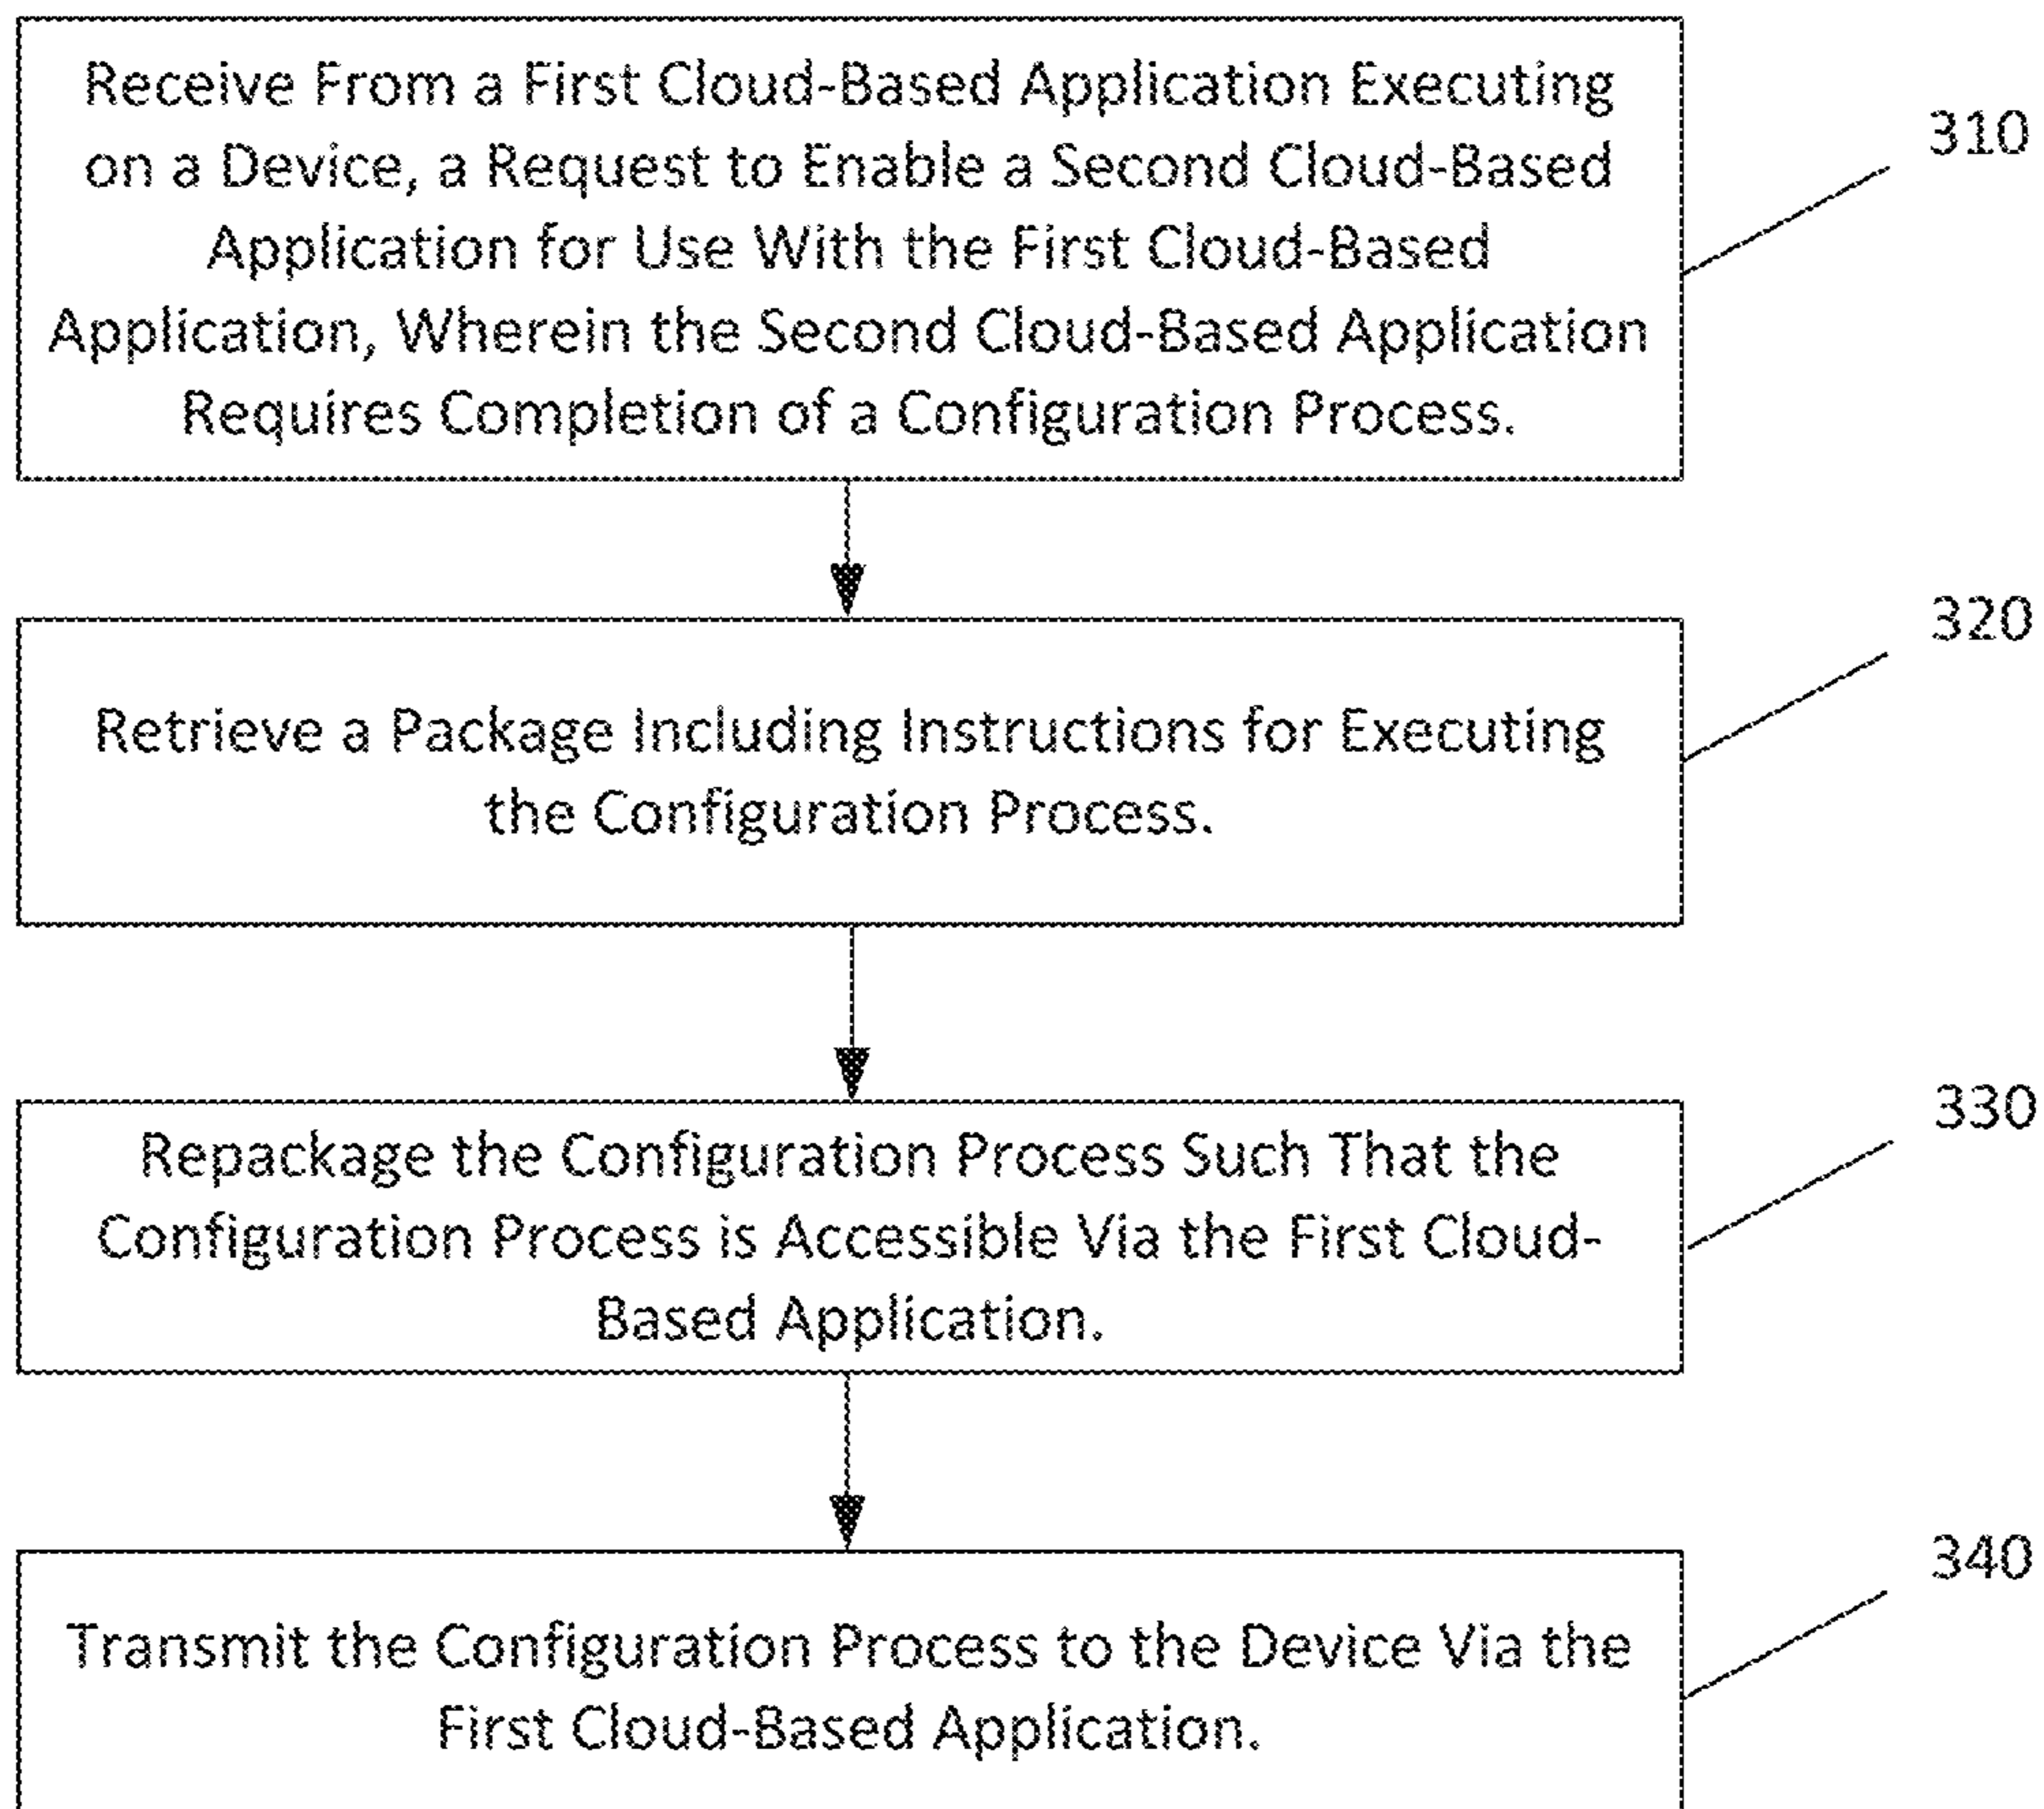 Receive From a First Cloud-Based Application Executing
on a Device, a Request to Enable a Second Cloud-Based
Application for Use With the First Cloud-Based
Application, Wherein the Second Cloud-Based Application
Requires Completion of a Configuration Process.
310
Retrieve a Package Including Instructions for Executing
the Configuration Process.
320
Repackage the Configuration Process Such That the
Configuration Process is Accessible Via the First Cloud-
Based Application.
330
Transmit the Configuration Process to the Device Via the
First Cloud-Based Application.
340